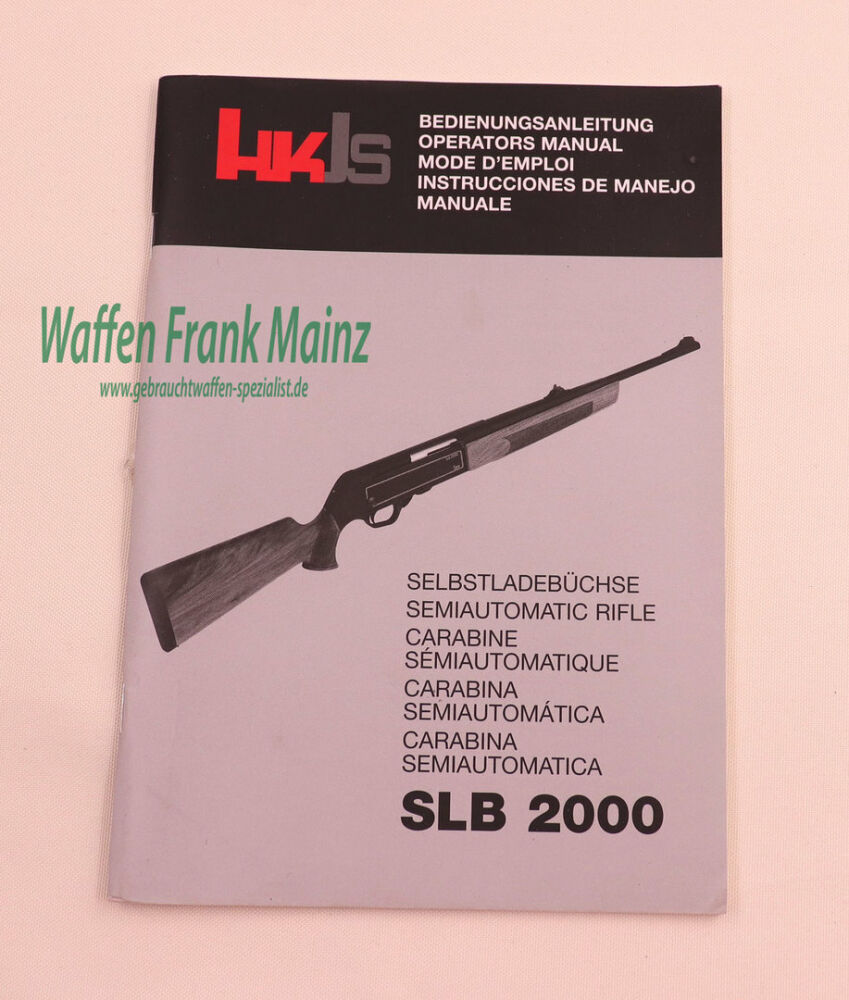 HKJS
BEDIENUNGSANLEITUNG
OPERATORS MANUAL
MODE D'EMPLOI
INSTRUCCIONES DE MANEJO
MANUALE
Waffen Frank Mainz
www.gebrauchtwaffen-spezialist.de
SELBSTLADEBÜCHSE
SEMIAUTOMATIC RIFLE
CARABINE
SÉMIAUTOMATIQUE
CARABINA
SEMIAUTOMÁTICA
CARABINA
SEMIAUTOMATICA
SLB 2000